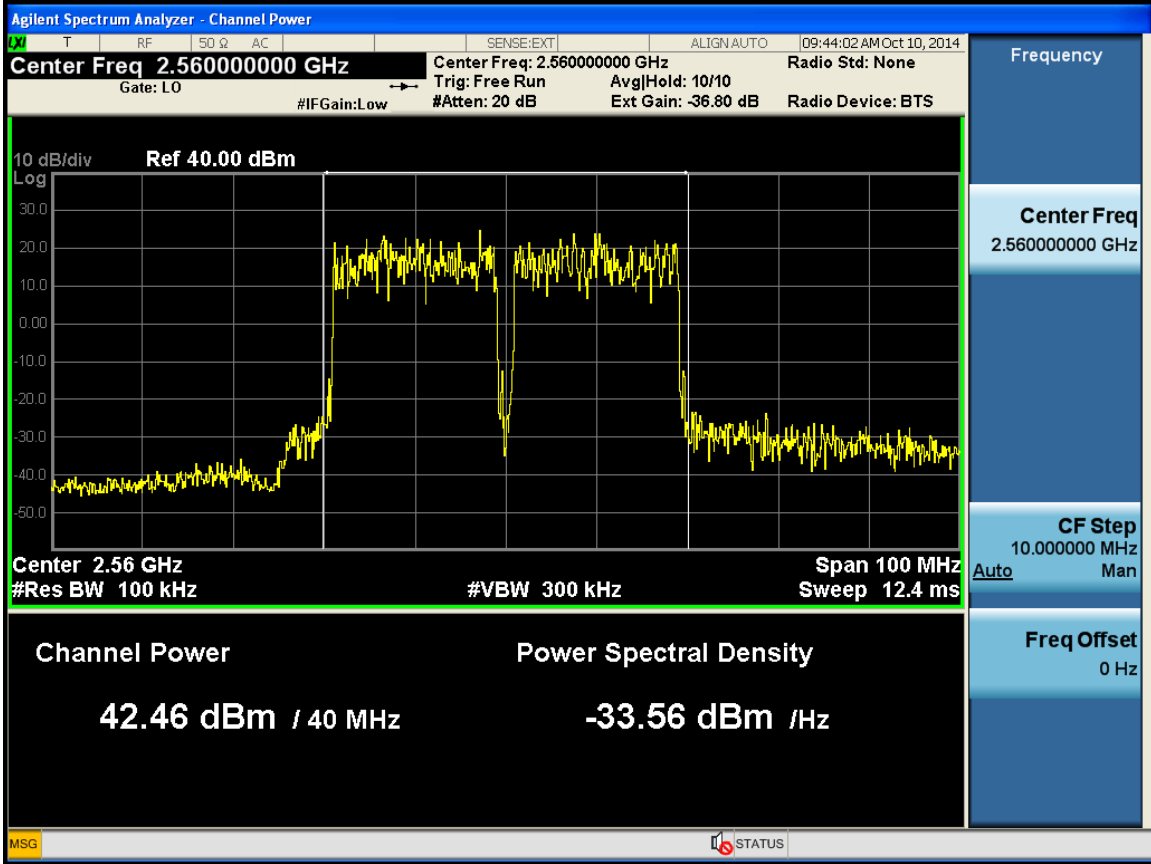 Agilent Spectrum Analyzer - Channel Power
LXI T RF 50 Ω AC SENSE:EXT ALIGN AUTO 09:44:02 AM Oct 10, 2014
Center Freq 2.560000000 GHz
Gate: LO
#IFGain:Low
Center Freq: 2.560000000 GHz
Trig: Free Run Avg|Hold: 10/10
#Atten: 20 dB Ext Gain: -36.80 dB
Radio Std: None
Radio Device: BTS
10 dB/div Ref 40.00 dBm
Log
30.0
20.0
10.0
0.00
-10.0
-20.0
-30.0
-40.0
-50.0
Center 2.56 GHz Span 100 MHz
#Res BW 100 kHz #VBW 300 kHz Sweep 12.4 ms
Channel Power Power Spectral Density
42.46 dBm / 40 MHz -33.56 dBm /Hz
Frequency
Center Freq
2.560000000 GHz
CF Step
10.000000 MHz
Auto Man
Freq Offset
0 Hz
MSG STATUS